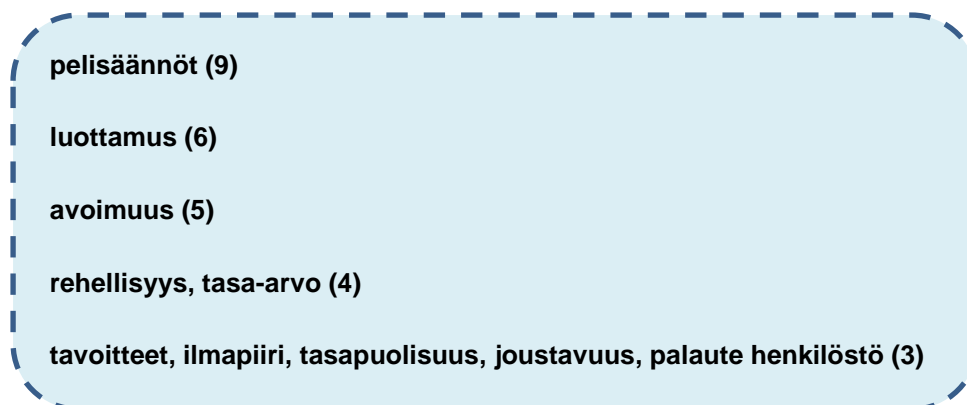 pelisäännöt (9)
luottamus (6)
avoimuus (5)
rehellisyys, tasa-arvo (4)
tavoitteet, ilmapiiri, tasapuolisuus, joustavuus, palaute henkilöstö (3)